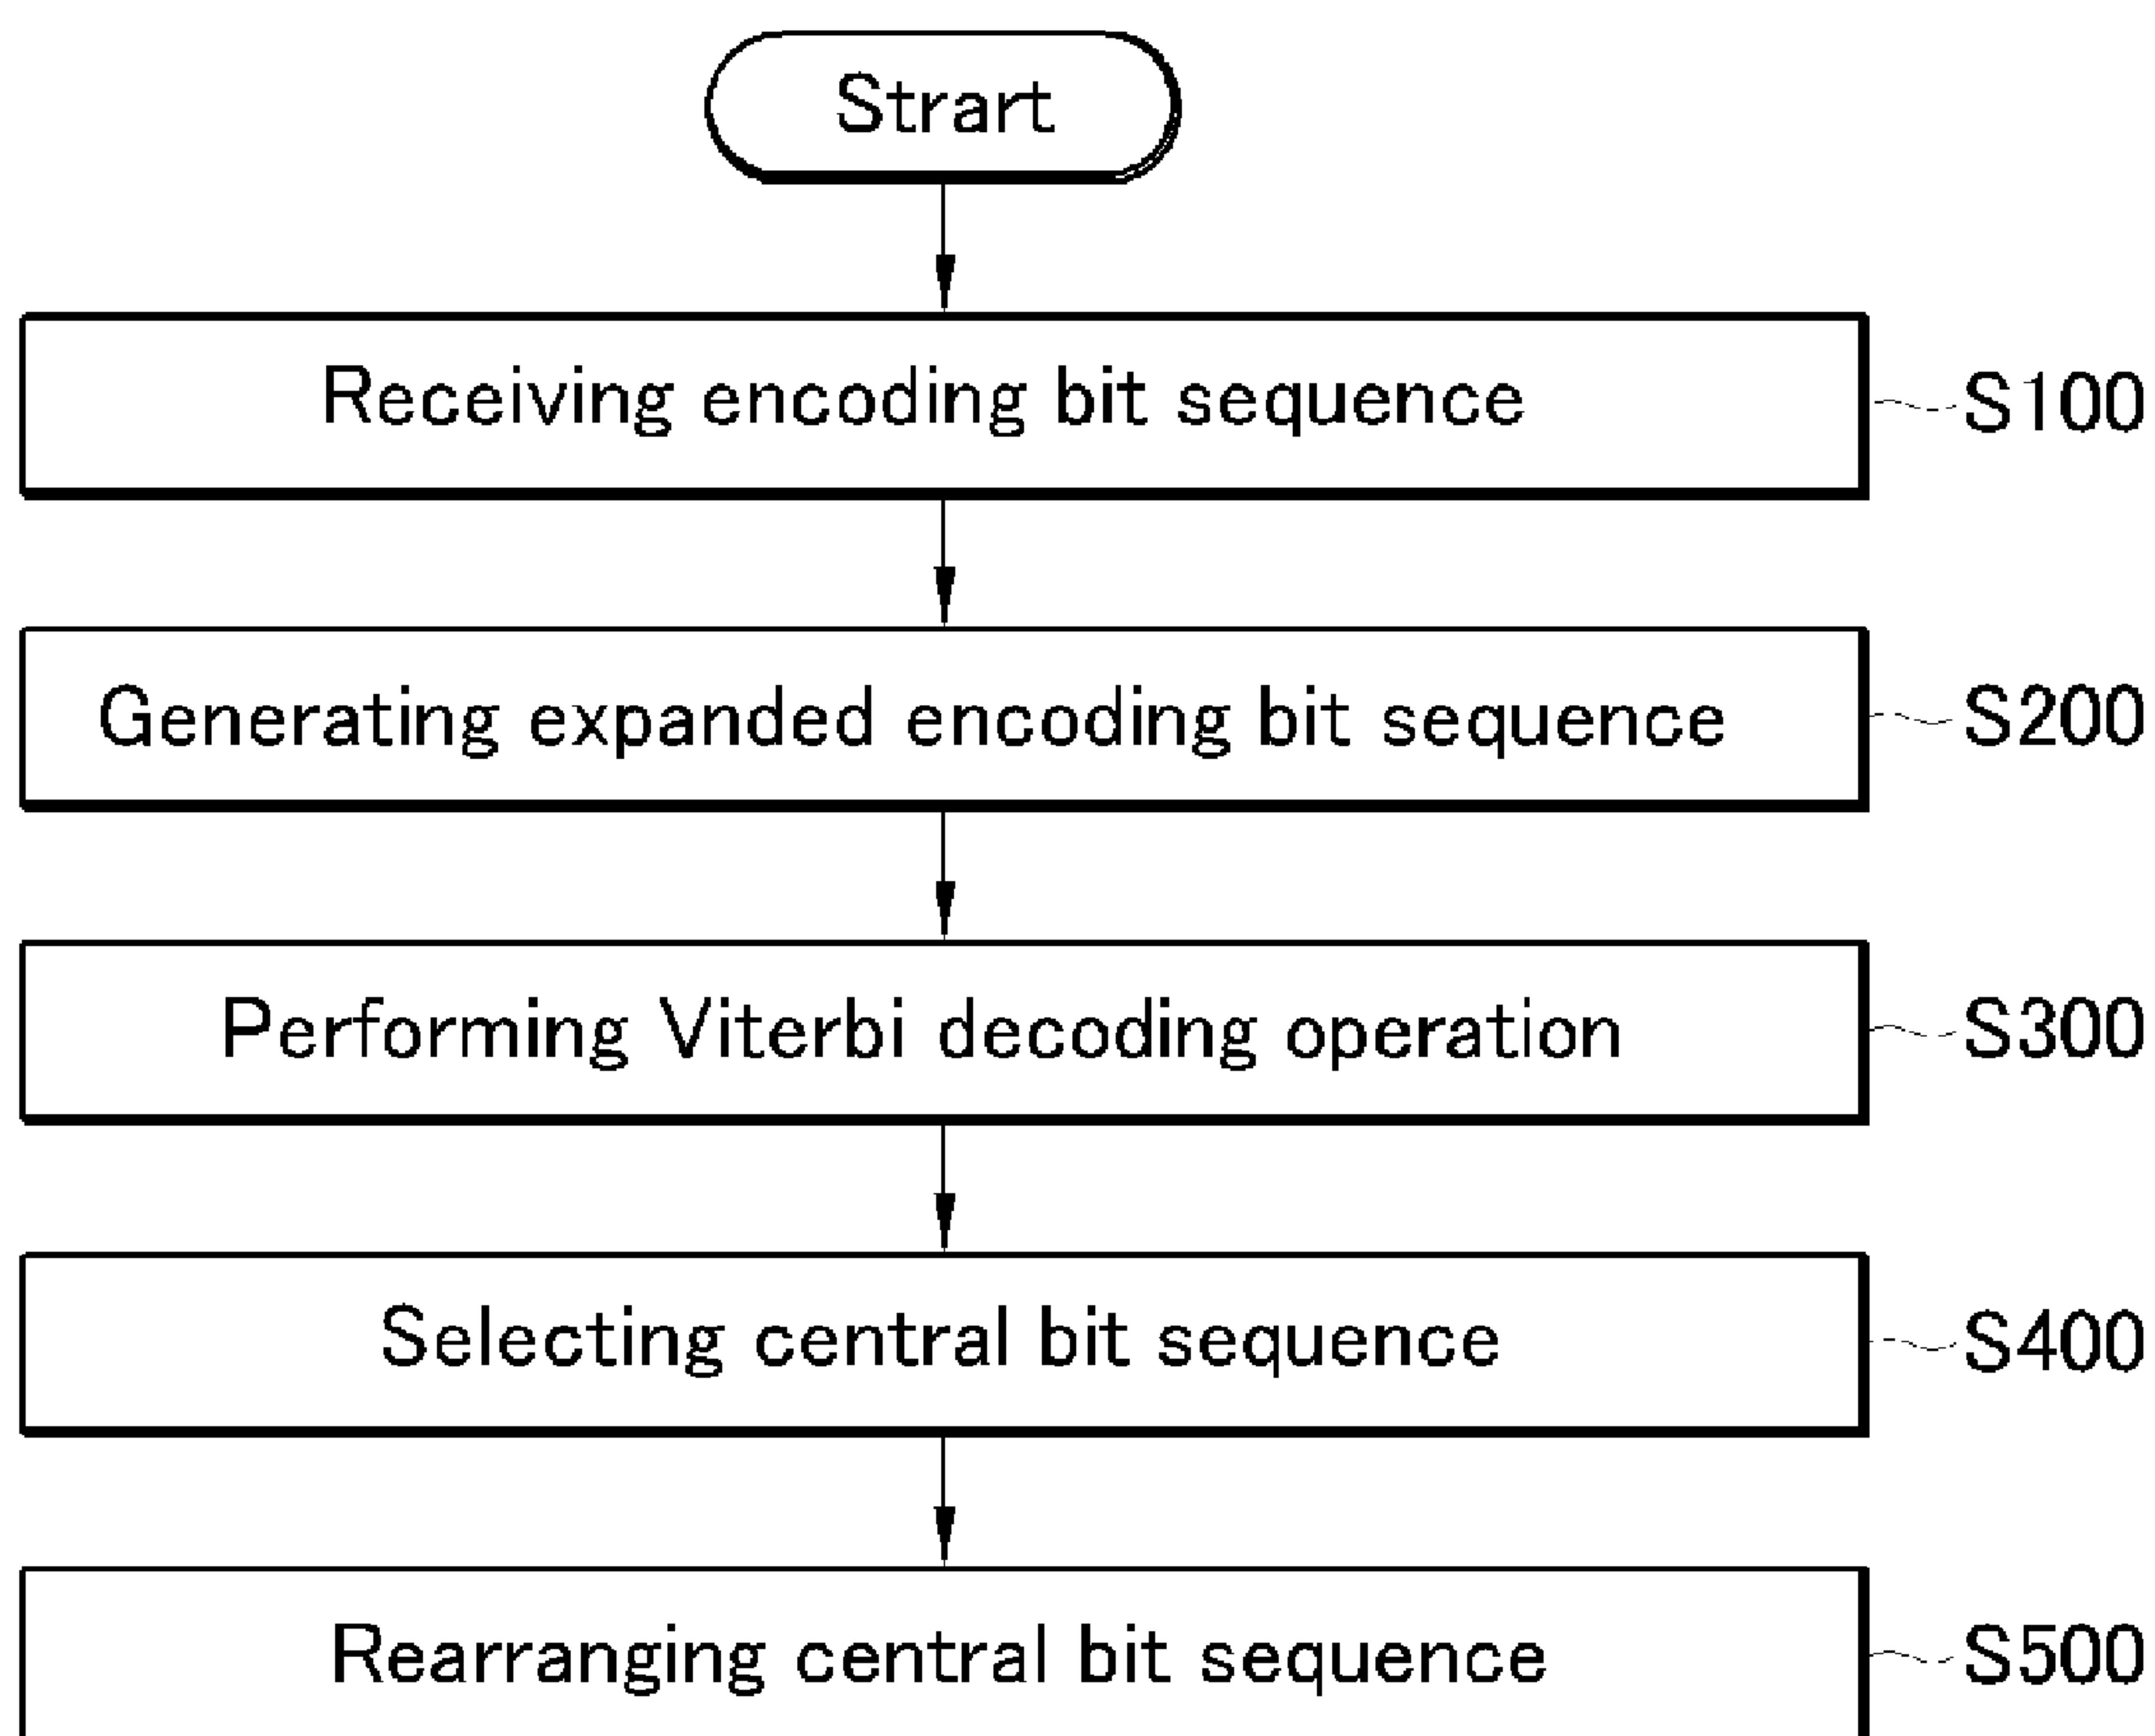 Strart
Receiving encoding bit sequence
S100
Generating expanded encoding bit sequence
S200
Performing Viterbi decoding operation
S300
Selecting central bit sequence
S400
Rearranging central bit sequence
S500